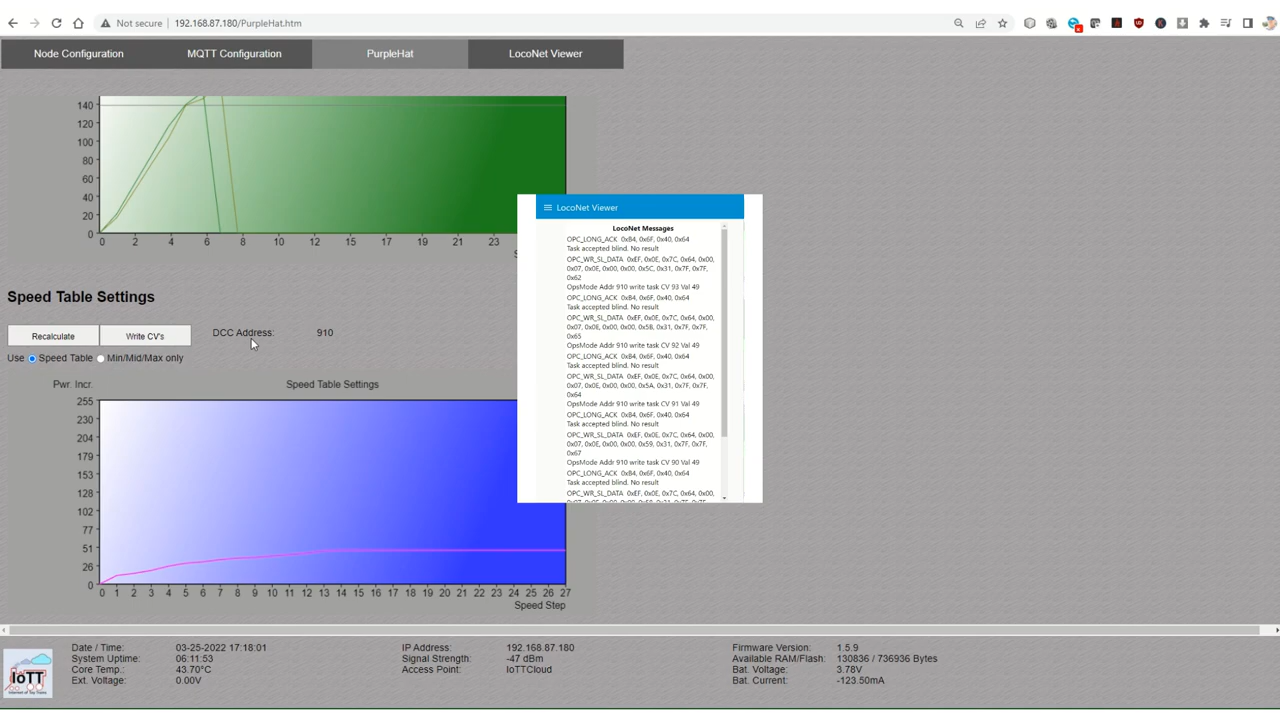 Not secure | 192.168.87.180/PurpleHat.htm
Node Configuration MQTT Configuration PurpleHat LocoNet Viewer
140
120
100
80
60
40
20
0
0 2 4 6 8 10 12 14 16 18 21 23
Speed Table Settings
Recalculate Write CV's DCC Address: 910
Use Speed Table Min/Mid/Max only
Pwr. Incr. Speed Table Settings
255
230
204
179
153
128
102
77
51
26
0
0 1 2 3 4 5 6 7 8 9 10 11 12 13 14 15 16 17 18 19 20 21 22 23 24 25 26 27
Speed Step
LocoNet Viewer
LocoNet Messages
OPC_LONG_ACK 0xB4, 0x6F, 0x40, 0x64
Task accepted blind. No result
OPC_WR_SL_DATA 0xEF, 0x0E, 0x7C, 0x64, 0x00,
0x07, 0x0E, 0x00, 0x00, 0x5C, 0x31, 0x7F, 0x7F,
0x62
OpsMode Addr 910 write task CV 93 Val 49
OPC_LONG_ACK 0xB4, 0x6F, 0x40, 0x64
Task accepted blind. No result
OPC_WR_SL_DATA 0xEF, 0x0E, 0x7C, 0x64, 0x00,
0x07, 0x0E, 0x00, 0x00, 0x5B, 0x31, 0x7F, 0x7F,
0x65
OpsMode Addr 910 write task CV 92 Val 49
OPC_LONG_ACK 0xB4, 0x6F, 0x40, 0x64
Task accepted blind. No result
OPC_WR_SL_DATA 0xEF, 0x0E, 0x7C, 0x64, 0x00,
0x07, 0x0E, 0x00, 0x00, 0x5A, 0x31, 0x7F, 0x7F,
0x64
OpsMode Addr 910 write task CV 91 Val 49
OPC_LONG_ACK 0xB4, 0x6F, 0x40, 0x64
Task accepted blind. No result
OPC_WR_SL_DATA 0xEF, 0x0E, 0x7C, 0x64, 0x00,
0x07, 0x0E, 0x00, 0x00, 0x59, 0x31, 0x7F, 0x7F,
0x67
OpsMode Addr 910 write task CV 90 Val 49
OPC_LONG_ACK 0xB4, 0x6F, 0x40, 0x64
Task accepted blind. No result
OPC_WR_SL_DATA 0xEF, 0x0E, 0x7C, 0x64, 0x00,
IoTT
Internet of Toy Trains
Date / Time: 03-25-2022 17:18:01 IP Address: 192.168.87.180 Firmware Version: 1.5.9
System Uptime: 06:11:53 Signal Strength: -47 dBm Available RAM/Flash: 130836 / 736936 Bytes
Core Temp.: 43.70°C Access Point: IoTTCloud Bat. Voltage: 3.78V
Ext. Voltage: 0.00V Bat. Current: -123.50mA